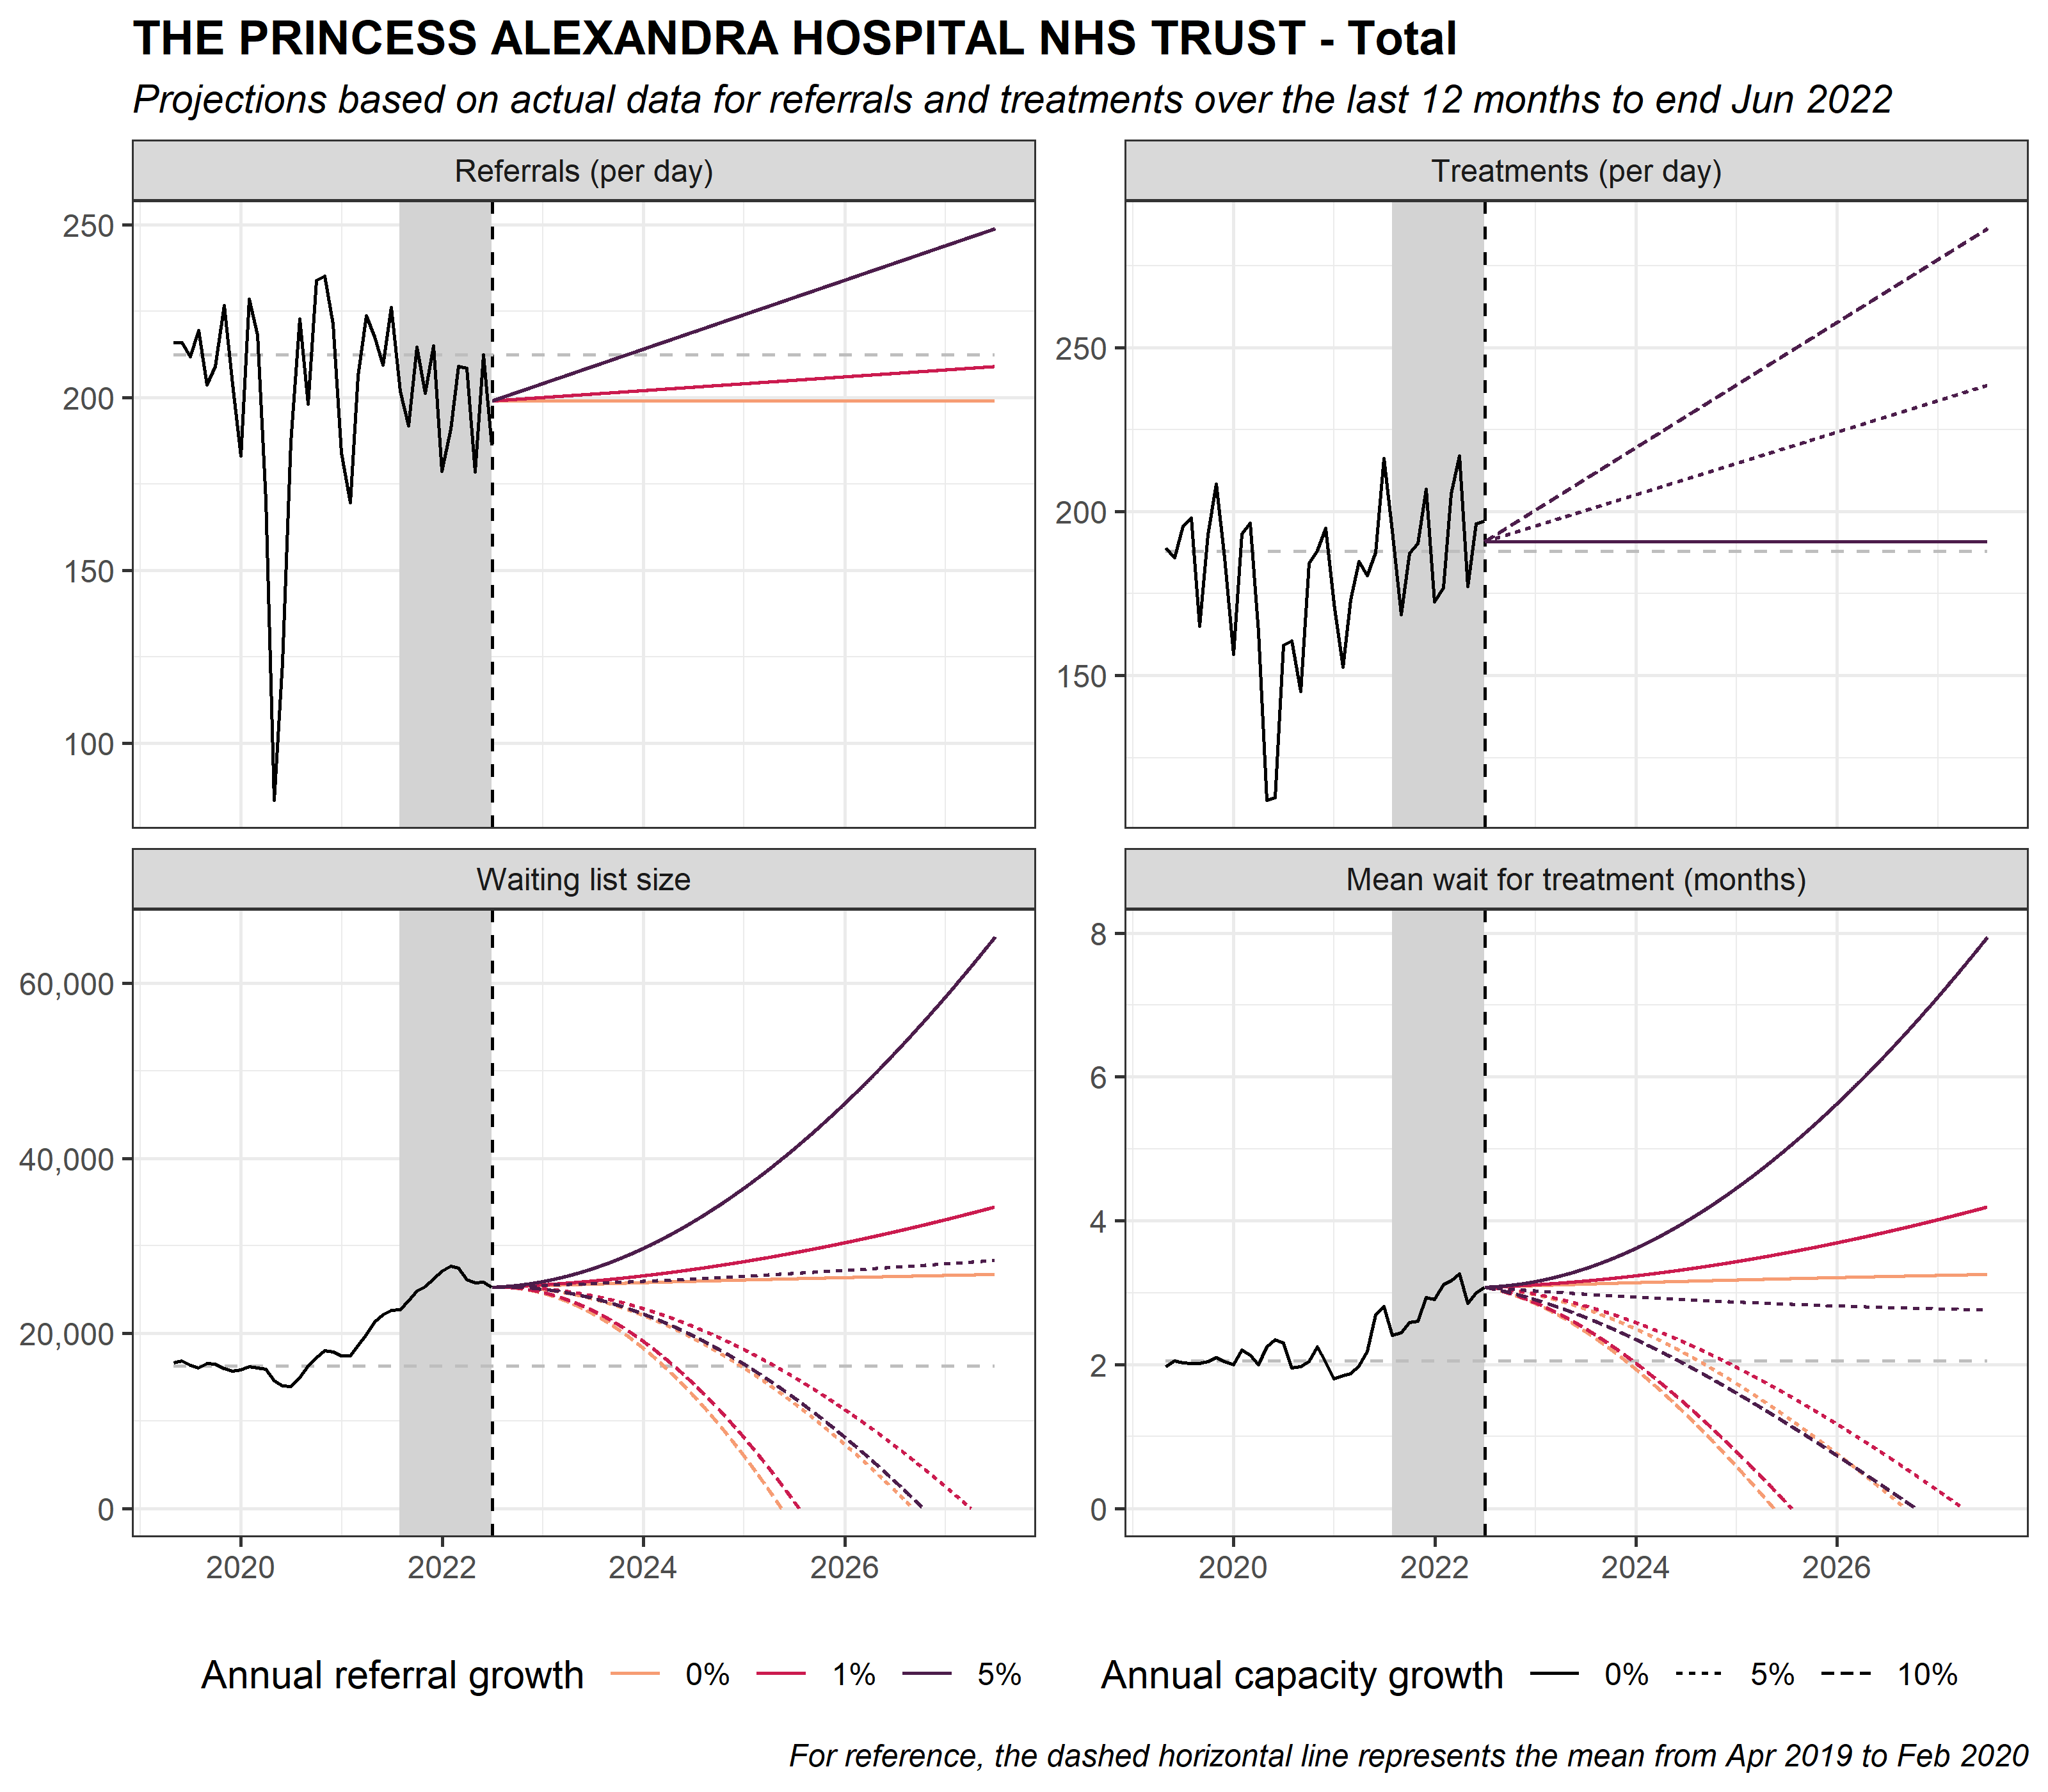 THE PRINCESS ALEXANDRA HOSPITAL NHS TRUST - Total
Projections based on actual data for referrals and treatments over the last 12 months to end Jun 2022
Referrals (per day)
250
200
150
100
Treatments (per day)
250
200
150
Waiting list size
60,000
40,000
20,000
0
2020 2022 2024 2026
Mean wait for treatment (months)
8
6
4
2
0
2020 2022 2024 2026
Annual referral growth 0% 1% 5%
Annual capacity growth 0% 5% 10%
For reference, the dashed horizontal line represents the mean from Apr 2019 to Feb 2020